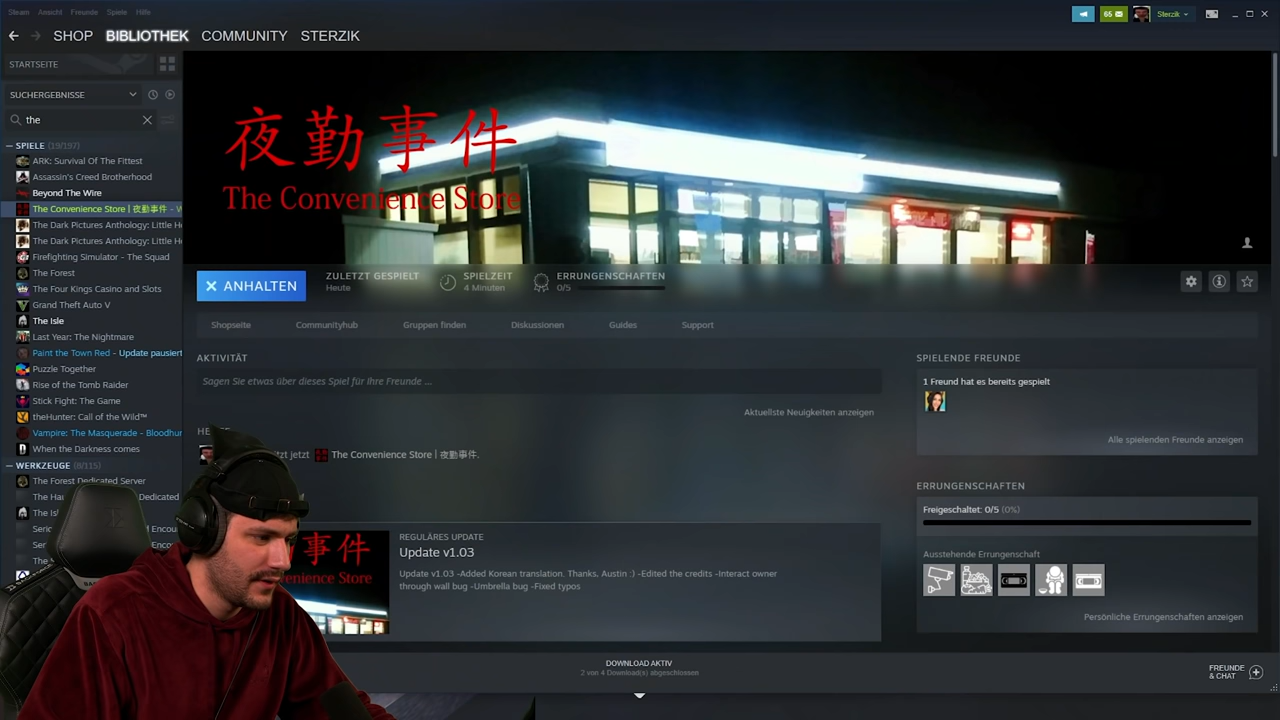 Steam Ansicht Freunde Spiele Hilfe
65
Sterzik
SHOP BIBLIOTHEK COMMUNITY STERZIK
STARTSEITE
SUCHERGEBNISSE
the
SPIELE (19/197)
ARK: Survival Of The Fittest
Assassin's Creed Brotherhood
Beyond The Wire
The Convenience Store | 夜勤事件 -
The Dark Pictures Anthology: Little
The Dark Pictures Anthology: Little
Firefighting Simulator - The Squad
The Forest
The Four Kings Casino and Slots
Grand Theft Auto V
The Isle
Last Year: The Nightmare
Paint the Town Red - Update pausiert
Puzzle Together
Rise of the Tomb Raider
Stick Fight: The Game
theHunter: Call of the Wild™
Vampire: The Masquerade -
When the Darkness comes
WERKZEUGE (8/115)
The Forest Dedicated Server
夜勤事件
The Convenience Store
ANHALTEN
ZULETZT GESPIELT
Heute
SPIELZEIT
4 Minuten
ERRUNGENSCHAFTEN
0/5
Shopseite Communityhub Gruppen finden Diskussionen Guides Support
AKTIVITÄT
Sagen Sie etwas über dieses Spiel für Ihre Freunde ...
Aktuellste Neuigkeiten anzeigen
jetzt The Convenience Store | 夜勤事件.
REGULÄRES UPDATE
Update v1.03
Update v1.03 -Added Korean translation. Thanks, Austin :) -Edited the credits -Interact owner
through wall bug -Umbrella bug -Fixed typos
事件
Store
SPIELENDE FREUNDE
1 Freund hat es bereits gespielt
Alle spielenden Freunde anzeigen
ERRUNGENSCHAFTEN
Freigeschaltet: 0/5 (0%)
Ausstehende Errungenschaft
Persönliche Errungenschaften anzeigen
DOWNLOAD AKTIV
2 von 4 Download(s) abgeschlossen
FREUNDE
& CHAT